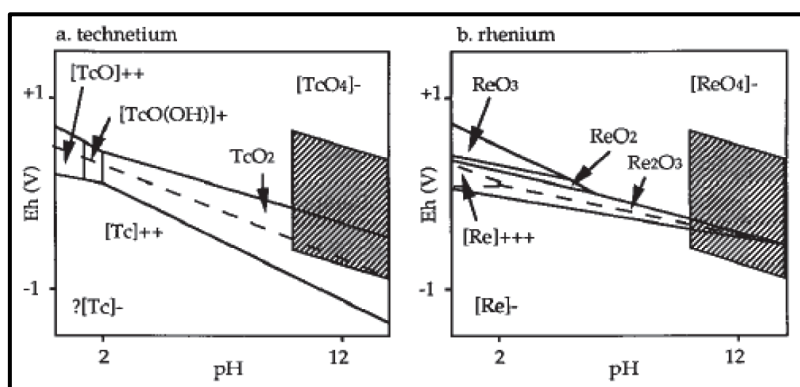 a. technetium
[TcO]++
[TcO(OH)]+
[TcO4]-
+1
TcO2
Eh (V)
[Tc]++
-1
?[Tc]-
2
12
pH
b. rhenium
ReO3
[ReO4]-
+1
ReO2
Re2O3
Eh (V)
[Re]+++
-1
[Re]-
2
12
pH